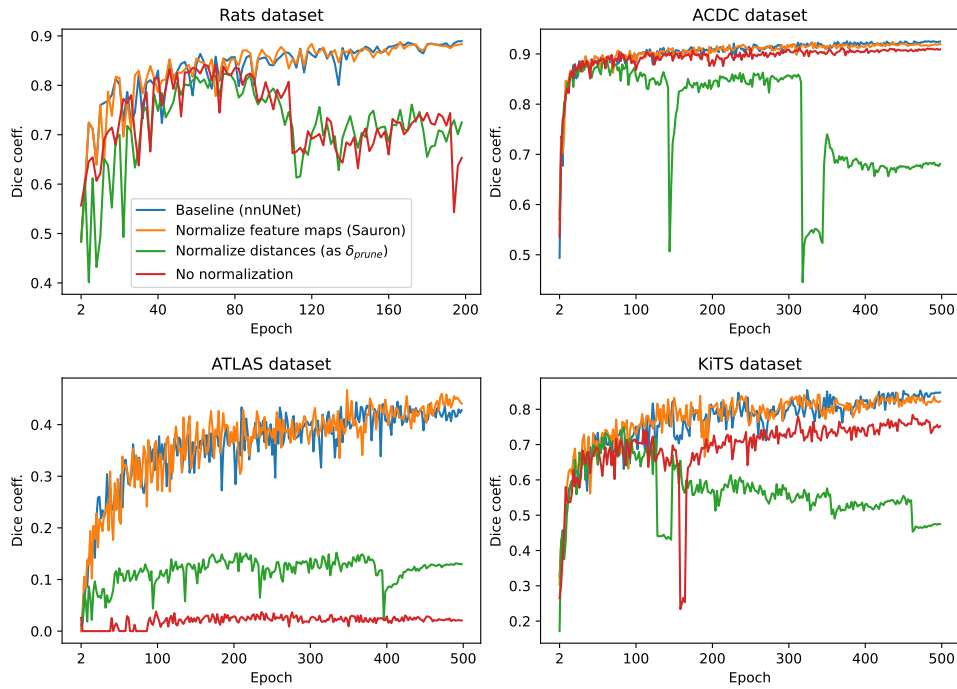 Rats dataset
Dice coeff.
0.9
0.8
0.7
0.6
0.5
0.4
Baseline (nnUNet)
Normalize feature maps (Sauron)
Normalize distances (as δprune)
No normalization
2 40 80 120 160 200
Epoch
ACDC dataset
Dice coeff.
0.9
0.8
0.7
0.6
0.5
2 100 200 300 400 500
Epoch
ATLAS dataset
Dice coeff.
0.4
0.3
0.2
0.1
0.0
2 100 200 300 400 500
Epoch
KiTS dataset
Dice coeff.
0.8
0.7
0.6
0.5
0.4
0.3
0.2
2 100 200 300 400 500
Epoch